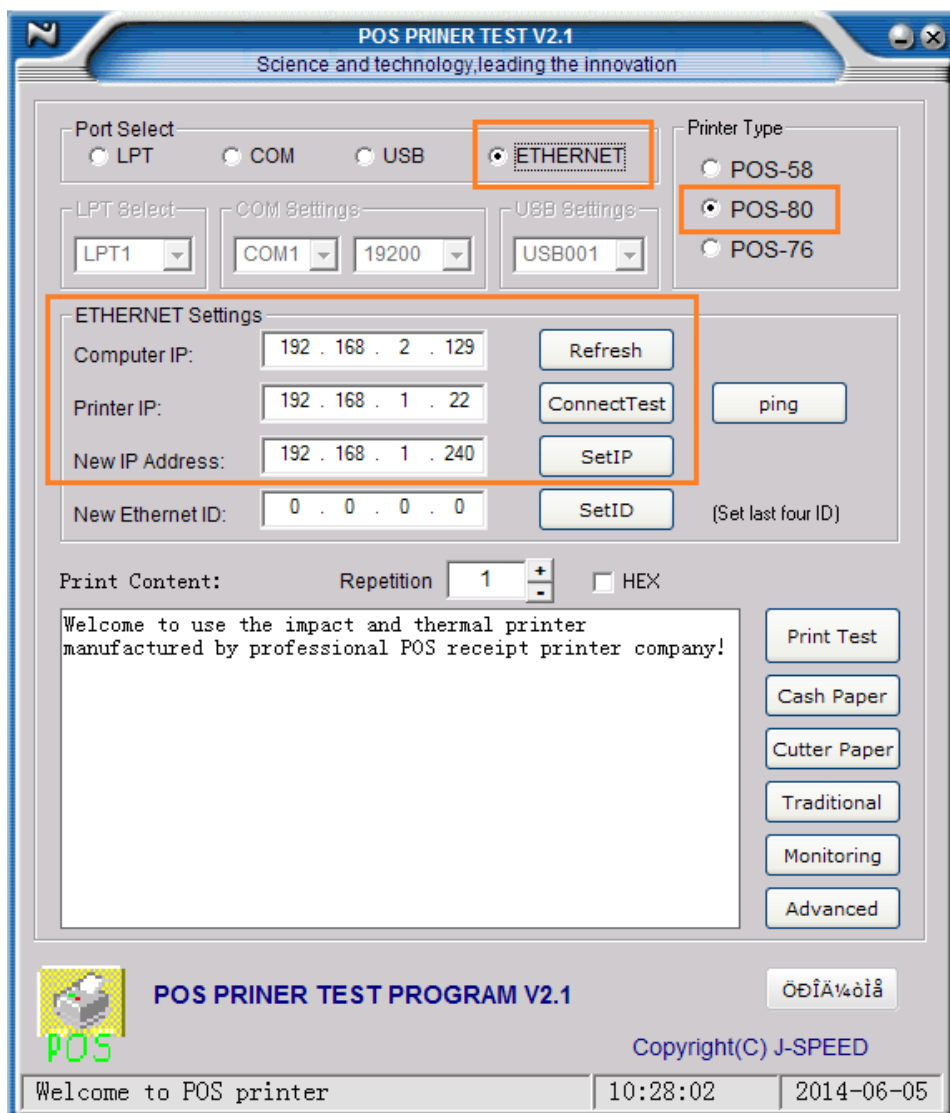 POS PRINER TEST V2.1
Science and technology,leading the innovation
Port Select
LPT COM USB ETHERNET
Printer Type
POS-58
POS-80
POS-76
LPT Select
LPT1
COM Settings
COM1 19200
USB Settings
USB001
ETHERNET Settings
Computer IP: 192 . 168 . 2 . 129 Refresh
Printer IP: 192 . 168 . 1 . 22 ConnectTest ping
New IP Address: 192 . 168 . 1 . 240 SetIP
New Ethernet ID: 0 . 0 . 0 . 0 SetID (Set last four ID)
Print Content: Repetition 1 + - HEX
Welcome to use the impact and thermal printer
manufactured by professional POS receipt printer company!
Print Test
Cash Paper
Cutter Paper
Traditional
Monitoring
Advanced
POS
POS PRINER TEST PROGRAM V2.1
ÖÐÎÄ¼òÌå
Copyright(C) J-SPEED
Welcome to POS printer 10:28:02 2014-06-05